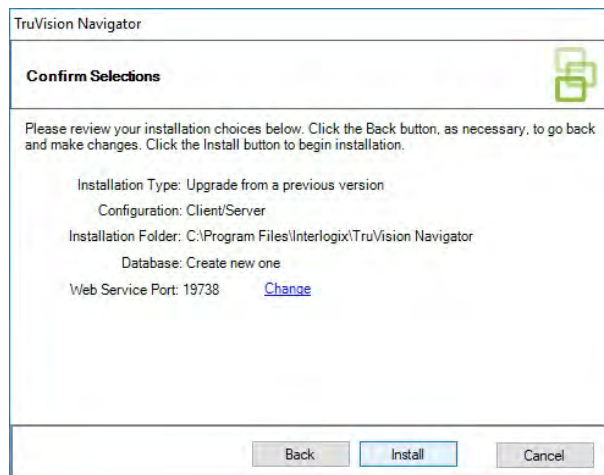 TruVision Navigator
Confirm Selections
Please review your installation choices below. Click the Back button, as necessary, to go back
and make changes. Click the Install button to begin installation.
Installation Type: Upgrade from a previous version
Configuration: Client/Server
Installation Folder: C:\Program Files\Interlogix\TruVision Navigator
Database: Create new one
Web Service Port: 19738 Change
Back Install Cancel